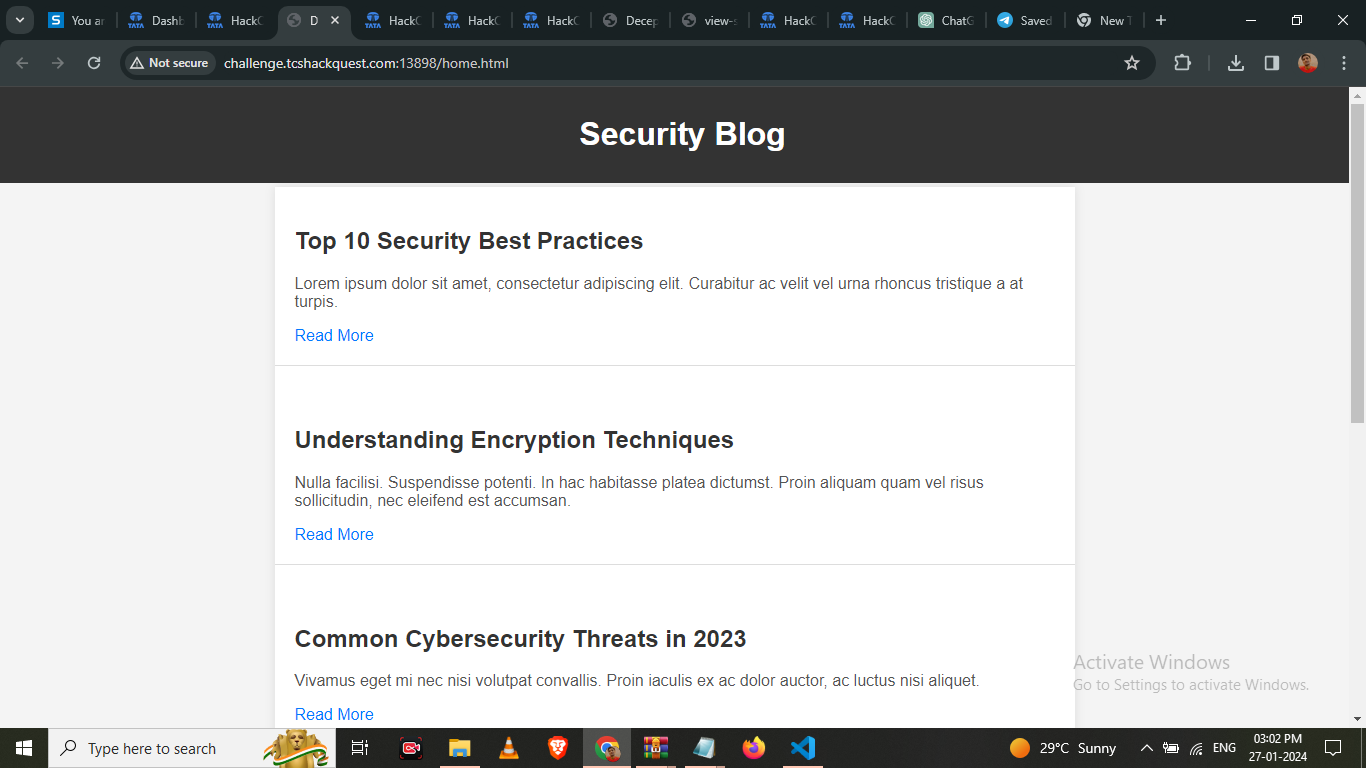 You ar
Dashb
HackQ
D
HackQ
HackQ
HackQ
Decep
view-s
HackQ
HackQ
ChatG
Saved
New T
Not secure
challenge.tcshackquest.com:13898/home.html
Security Blog
Top 10 Security Best Practices
Lorem ipsum dolor sit amet, consectetur adipiscing elit. Curabitur ac velit vel urna rhoncus tristique a at
turpis.
Read More
Understanding Encryption Techniques
Nulla facilisi. Suspendisse potenti. In hac habitasse platea dictumst. Proin aliquam quam vel risus
sollicitudin, nec eleifend est accumsan.
Read More
Common Cybersecurity Threats in 2023
Vivamus eget mi nec nisi volutpat convallis. Proin iaculis ex ac dolor auctor, ac luctus nisi aliquet.
Read More
Activate Windows
Go to Settings to activate Windows.
Type here to search
29°C Sunny
ENG
03:02 PM
27-01-2024